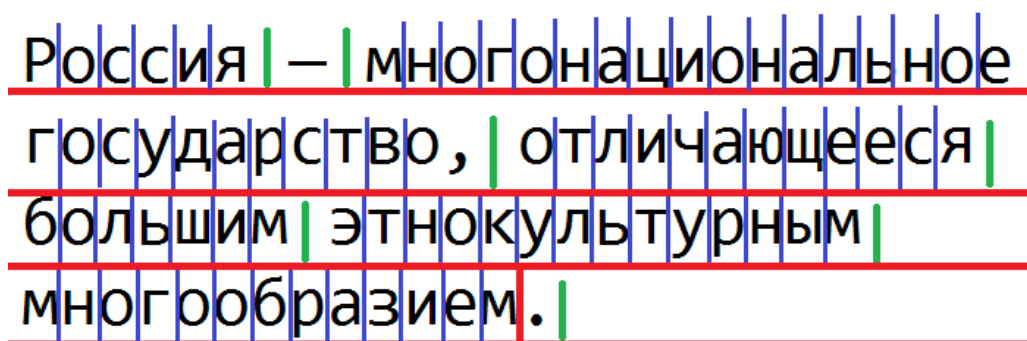 Россия – многонациональное
государство, отличающееся
большим этнокультурным
многообразием.